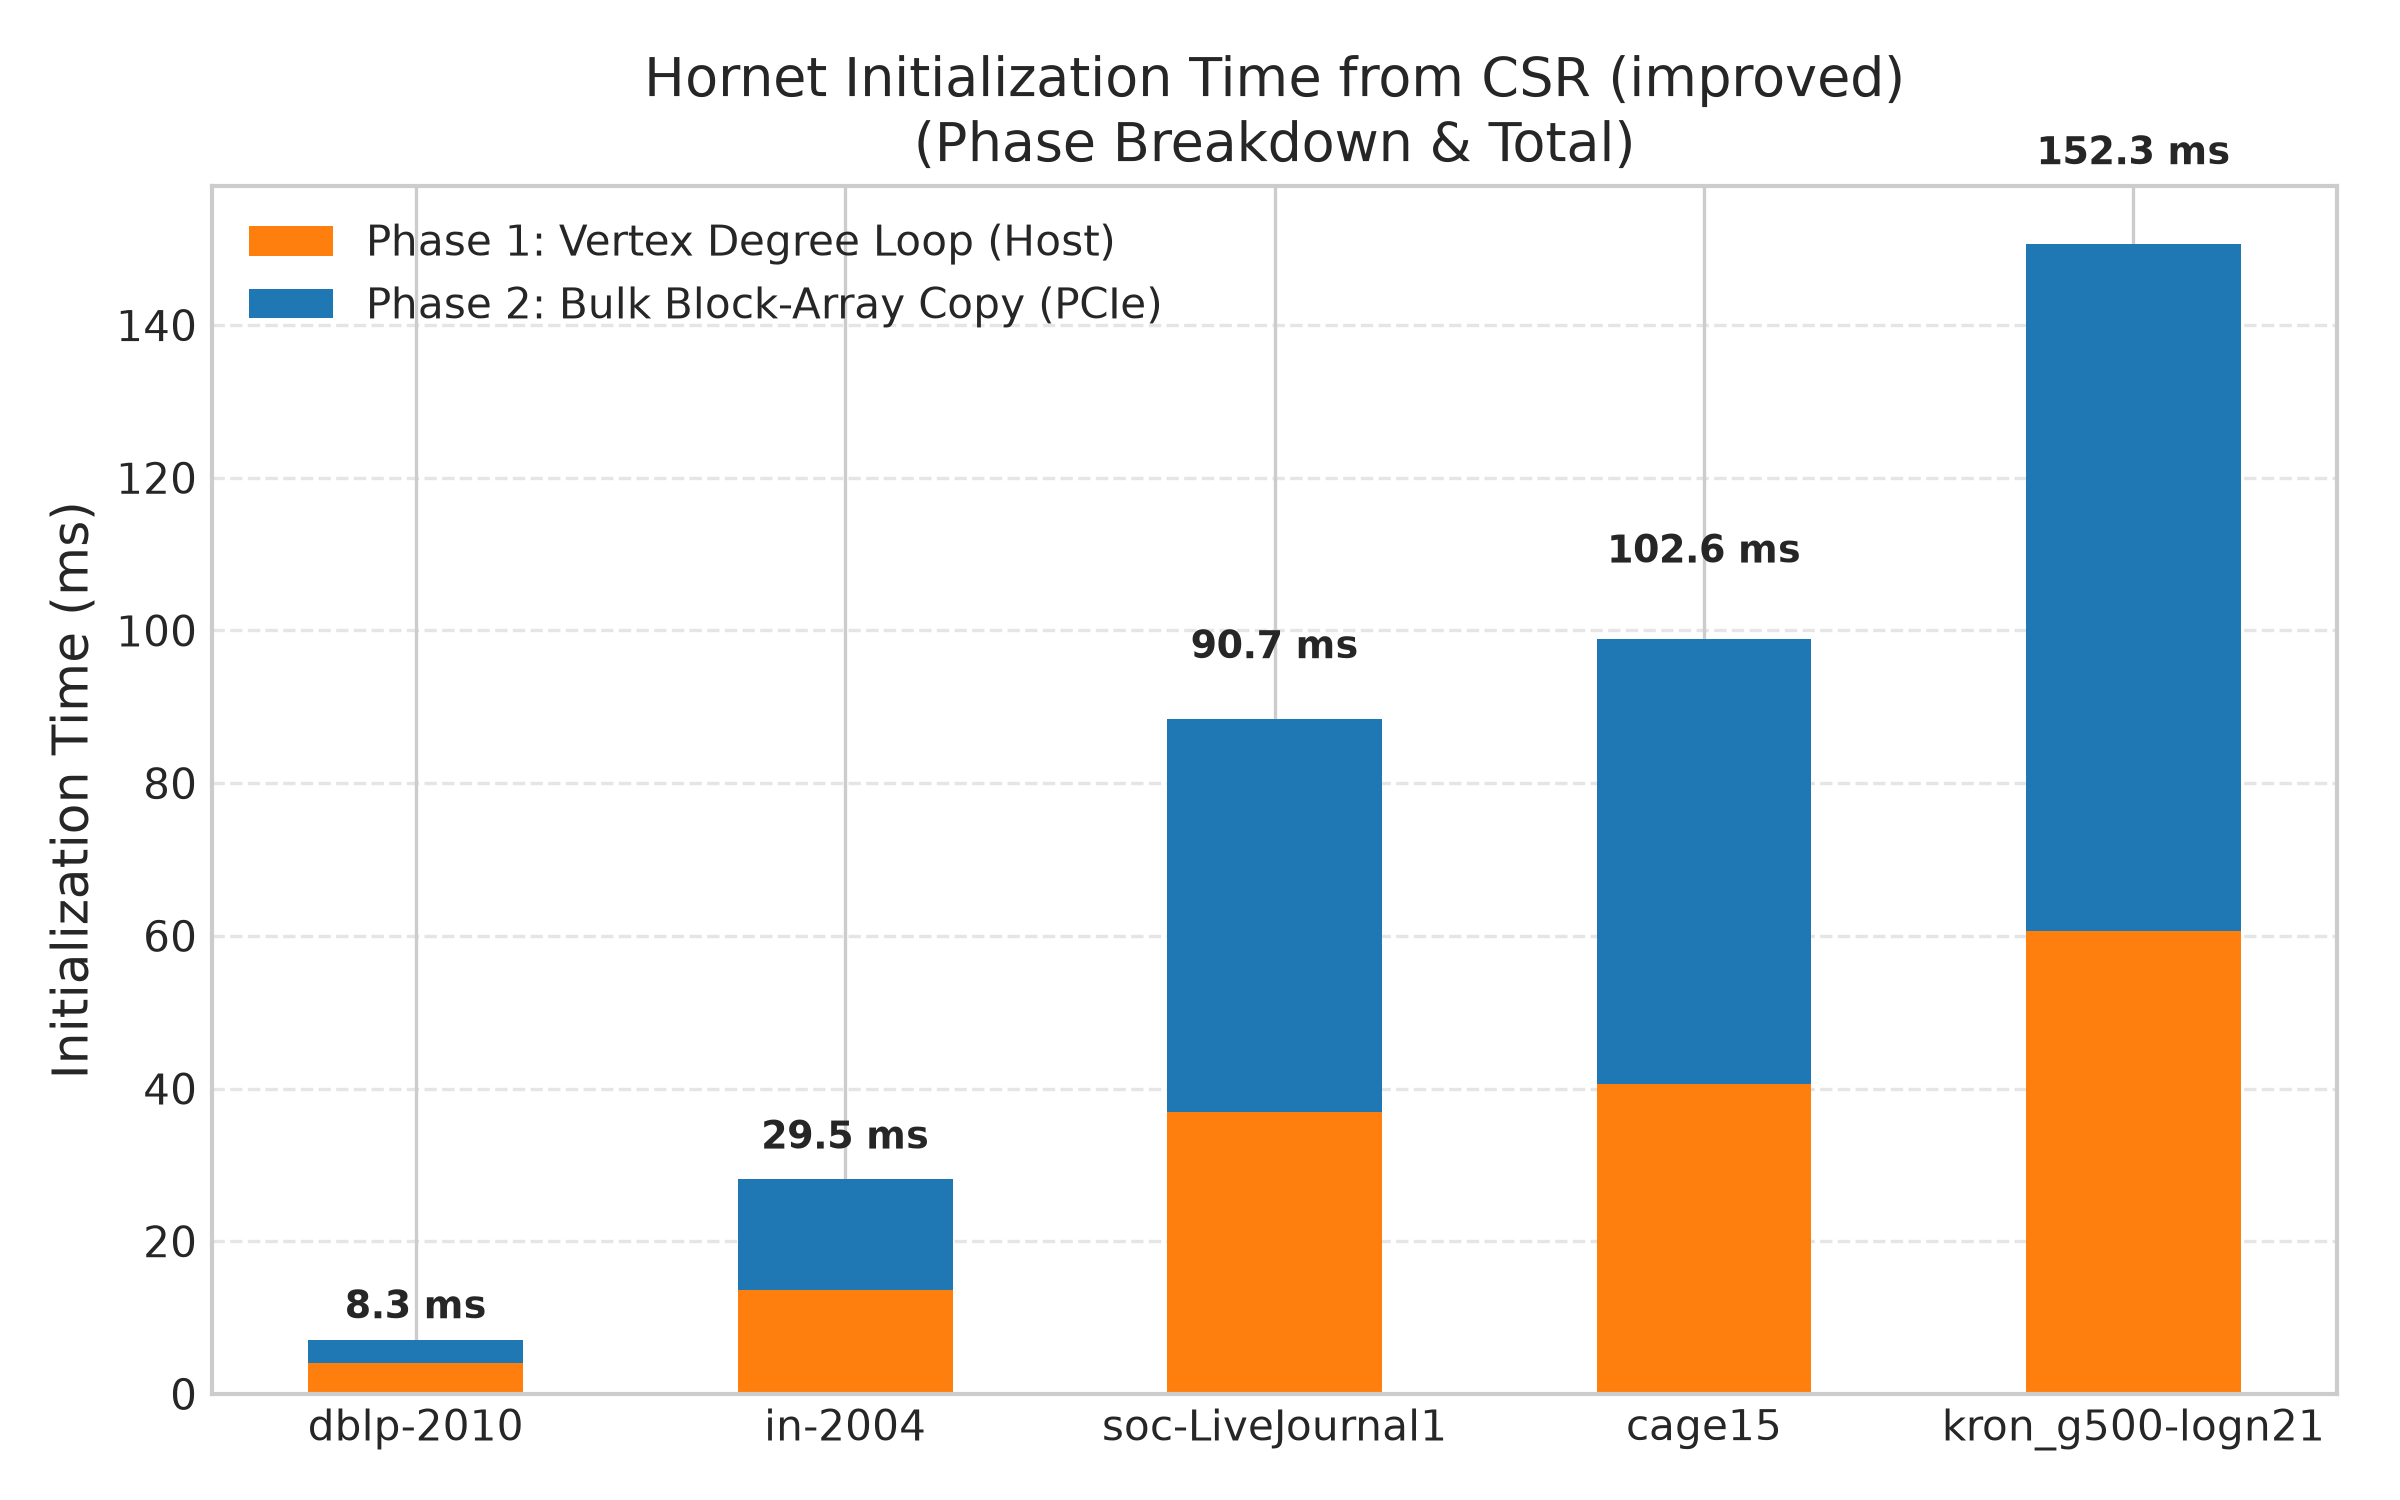 Hornet Initialization Time from CSR (improved)
(Phase Breakdown & Total)
152.3 ms
Phase 1: Vertex Degree Loop (Host)
Phase 2: Bulk Block-Array Copy (PCIe)
140
120
102.6 ms
100
90.7 ms
80
60
40
29.5 ms
20
8.3 ms
0
Initialization Time (ms)
dblp-2010
in-2004
soc-LiveJournal1
cage15
kron_g500-logn21